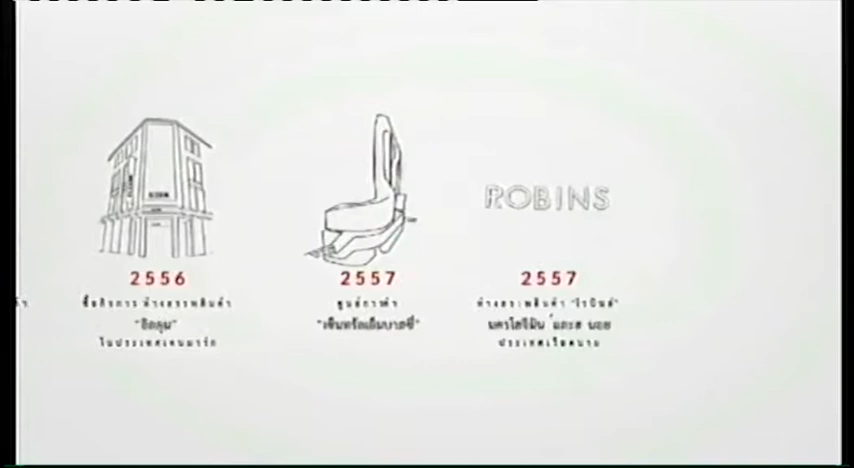 ROBINS
2556
ซื้อกิจการ ห้างสรรพสินค้า
"อิลลุม"
ในประเทศเดนมาร์ก
2557
ศูนย์การค้า
"เซ็นทรัลเอ็มบาสซี่"
2557
ห้างสรรพสินค้า "โรบินส์"
นครโฮจิมิน และฮานอย
ประเทศเวียดนาม